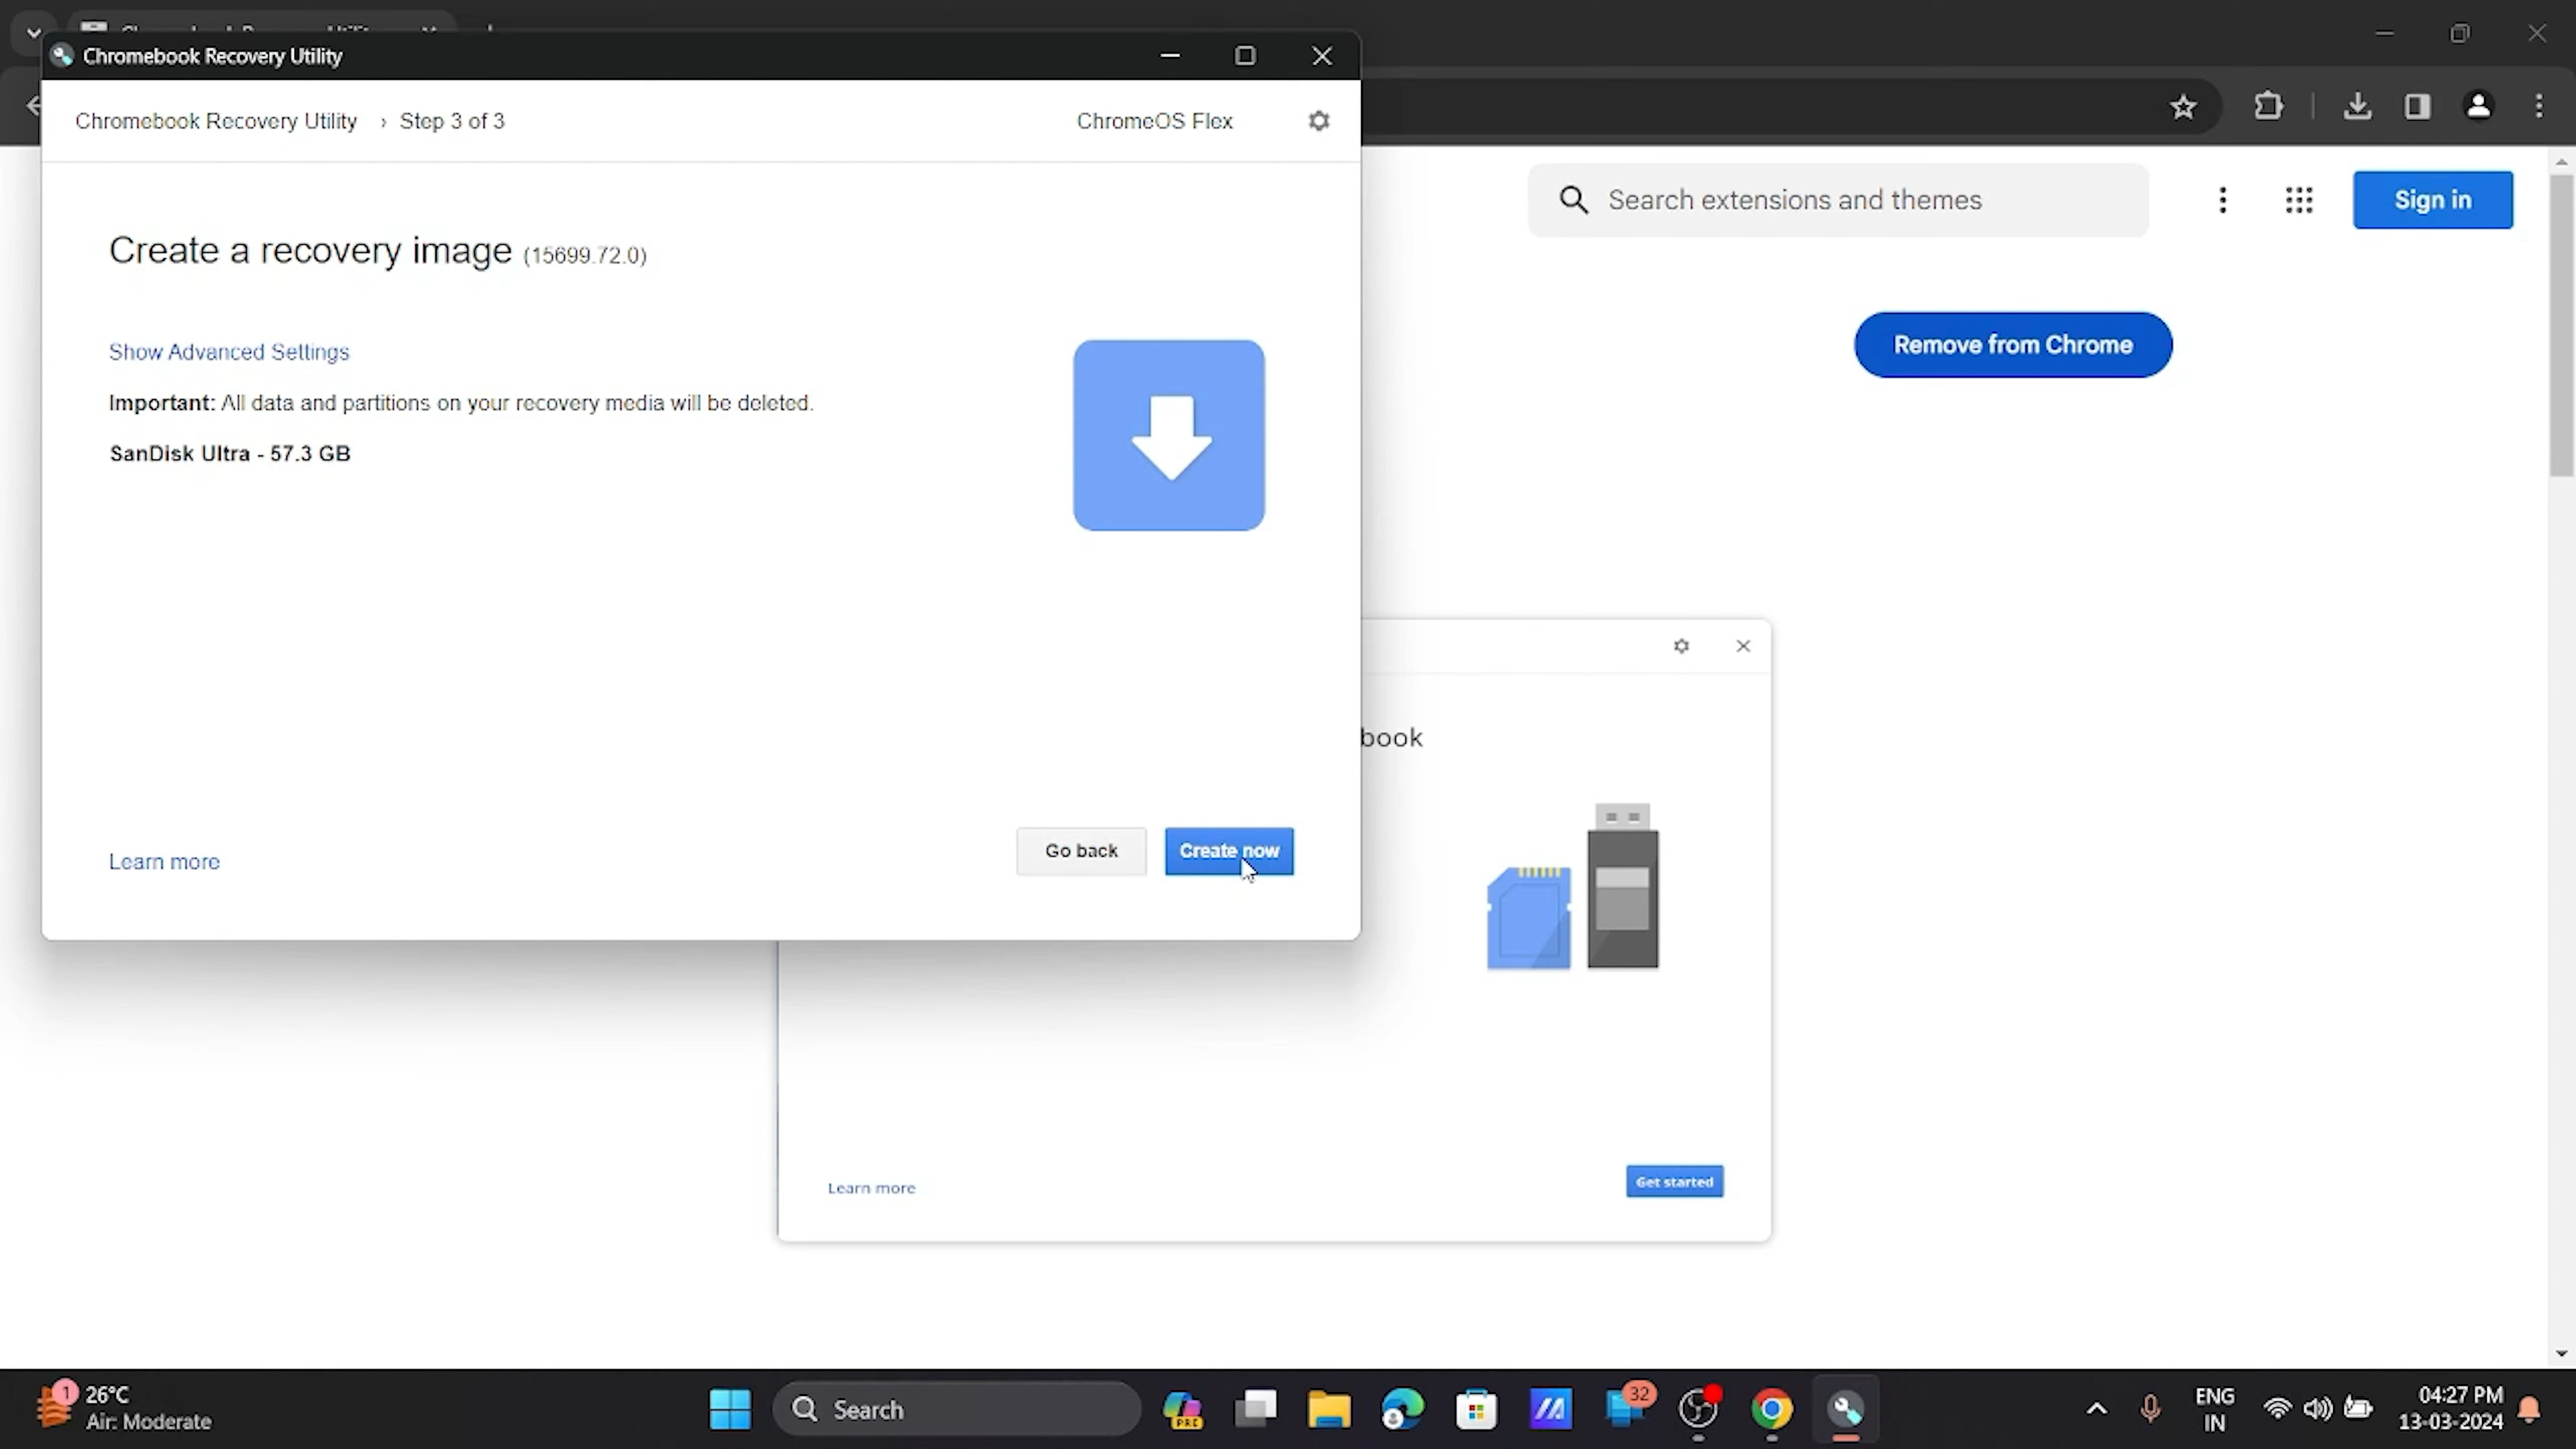 Chromebook Recovery Utility
Chromebook Recovery Utility › Step 3 of 3
ChromeOS Flex
Search extensions and themes
Sign in
Create a recovery image (15699.72.0)
Remove from Chrome
Show Advanced Settings
Important: All data and partitions on your recovery media will be deleted.
SanDisk Ultra - 57.3 GB
book
Go back
Create now
Learn more
Learn more
Get started
1
26°C
Air: Moderate
Search
PRE
32
ENG
IN
04:27 PM
13-03-2024